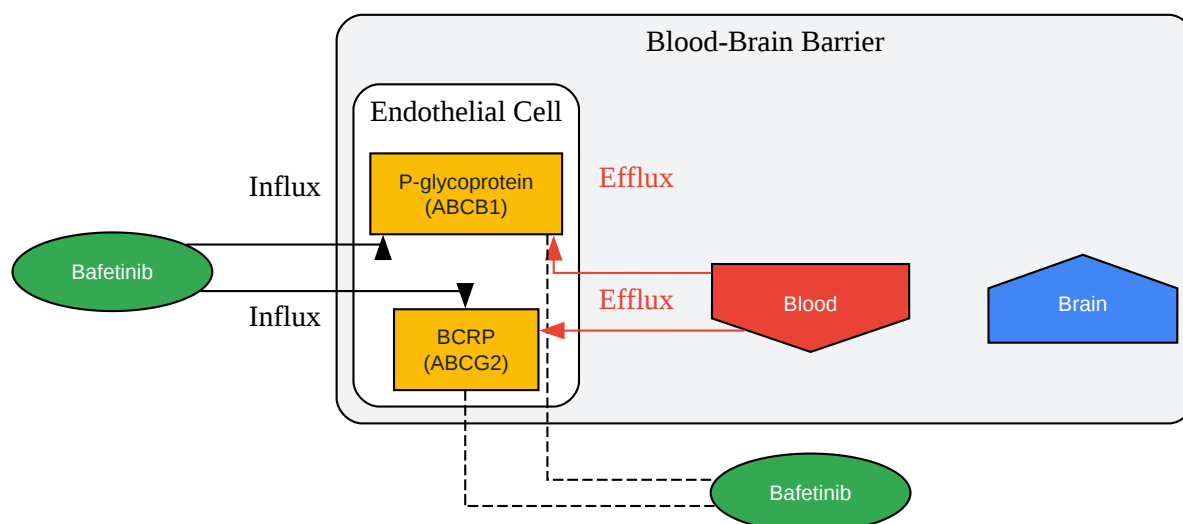 Blood-Brain Barrier
Endothelial Cell
Influx
P-glycoprotein
(ABCB1)
Efflux
Bafetinib
Influx
BCRP
(ABCG2)
Efflux
Blood
Brain
Bafetinib